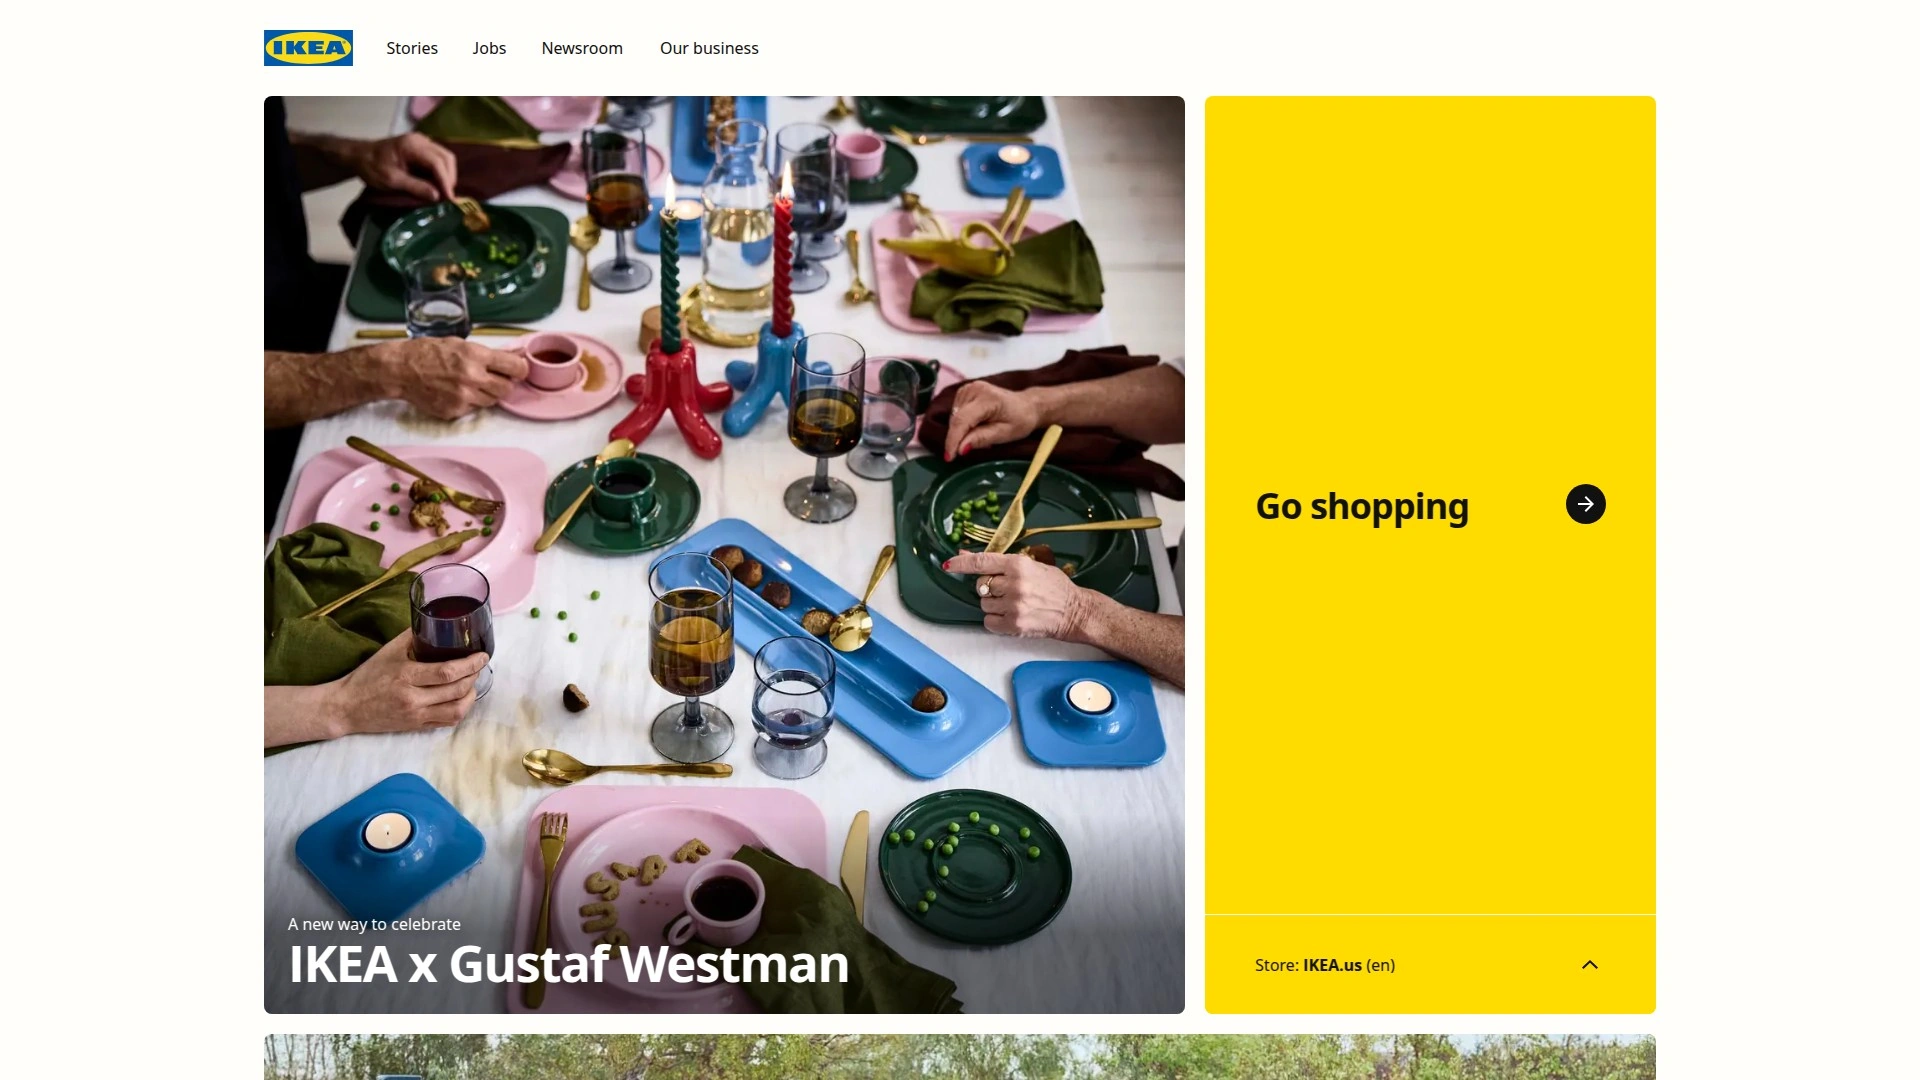 IKEA
Stories
Jobs
Newsroom
Our business
Go shopping
A new way to celebrate
IKEA x Gustaf Westman
Store: IKEA.us (en)